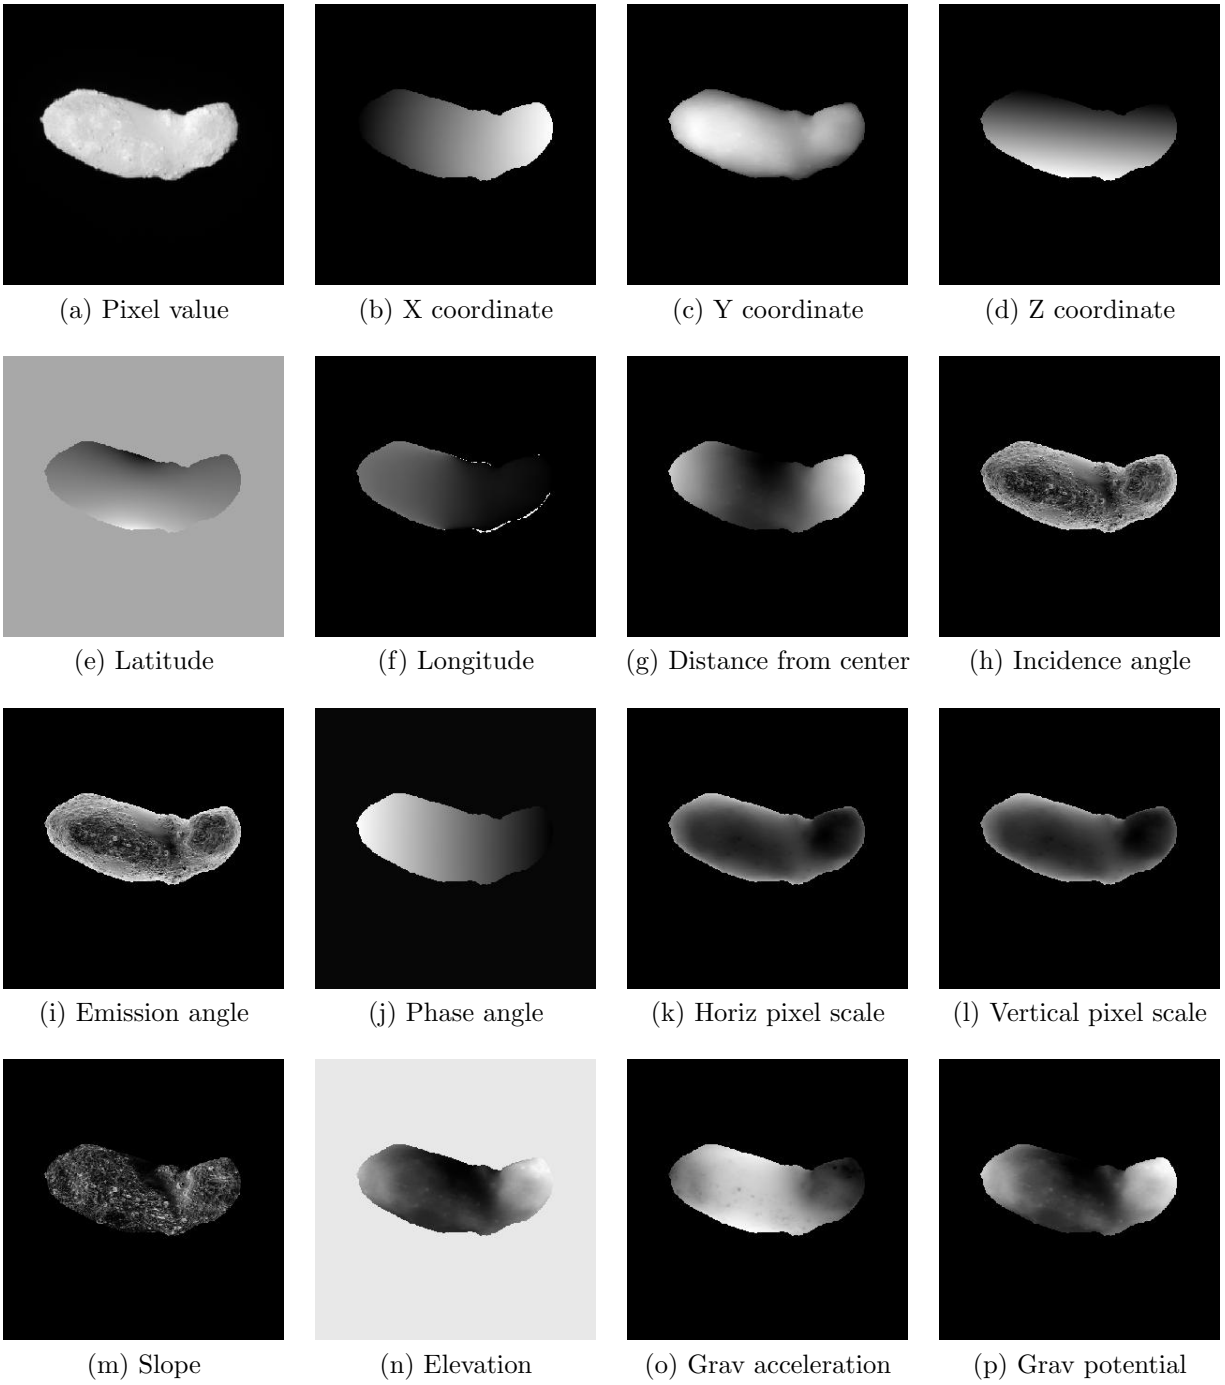 (a) Pixel value
(b) X coordinate
(c) Y coordinate
(d) Z coordinate
(e) Latitude
(f) Longitude
(g) Distance from center
(h) Incidence angle
(i) Emission angle
(j) Phase angle
(k) Horiz pixel scale
(l) Vertical pixel scale
(m) Slope
(n) Elevation
(o) Grav acceleration
(p) Grav potential